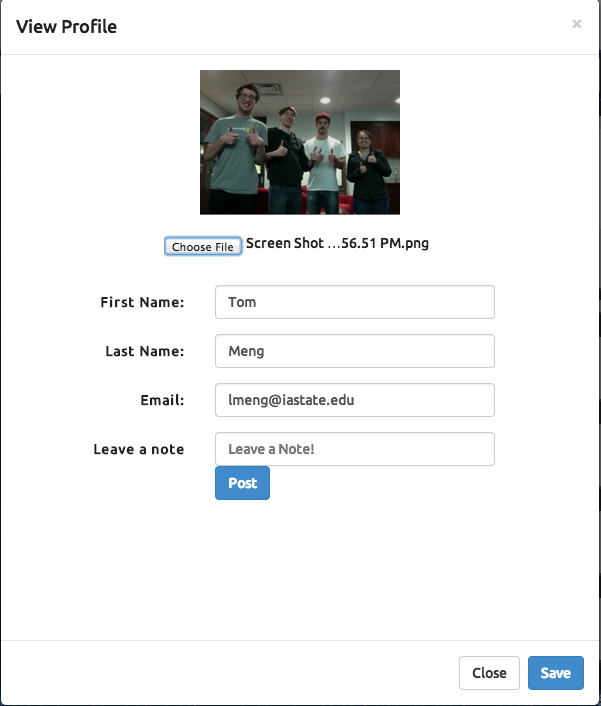 View Profile ×
Choose File Screen Shot ...56.51 PM.png
First Name: Tom
Last Name: Meng
Email: lmeng@iastate.edu
Leave a note Leave a Note!
Post
Close Save